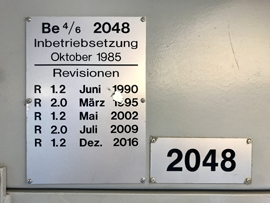 Be 4/6 2048
Inbetriebsetzung
Oktober 1985
Revisionen
R 1.2 Juni 1990
R 2.0 März 1995
R 1.2 Mai 2002
R 2.0 Juli 2009
R 1.2 Dez. 2016
2048